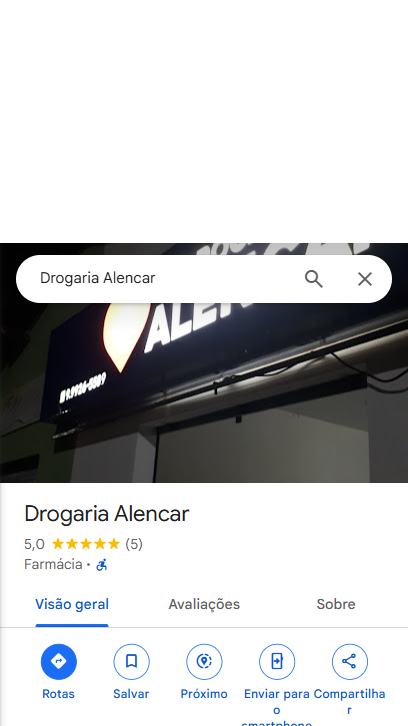 Drogaria Alencar
Drogaria Alencar
5,0 (5)
Farmácia ·
Visão geral
Avaliações
Sobre
Rotas
Salvar
Próximo
Enviar para o smartphone
Compartilhar